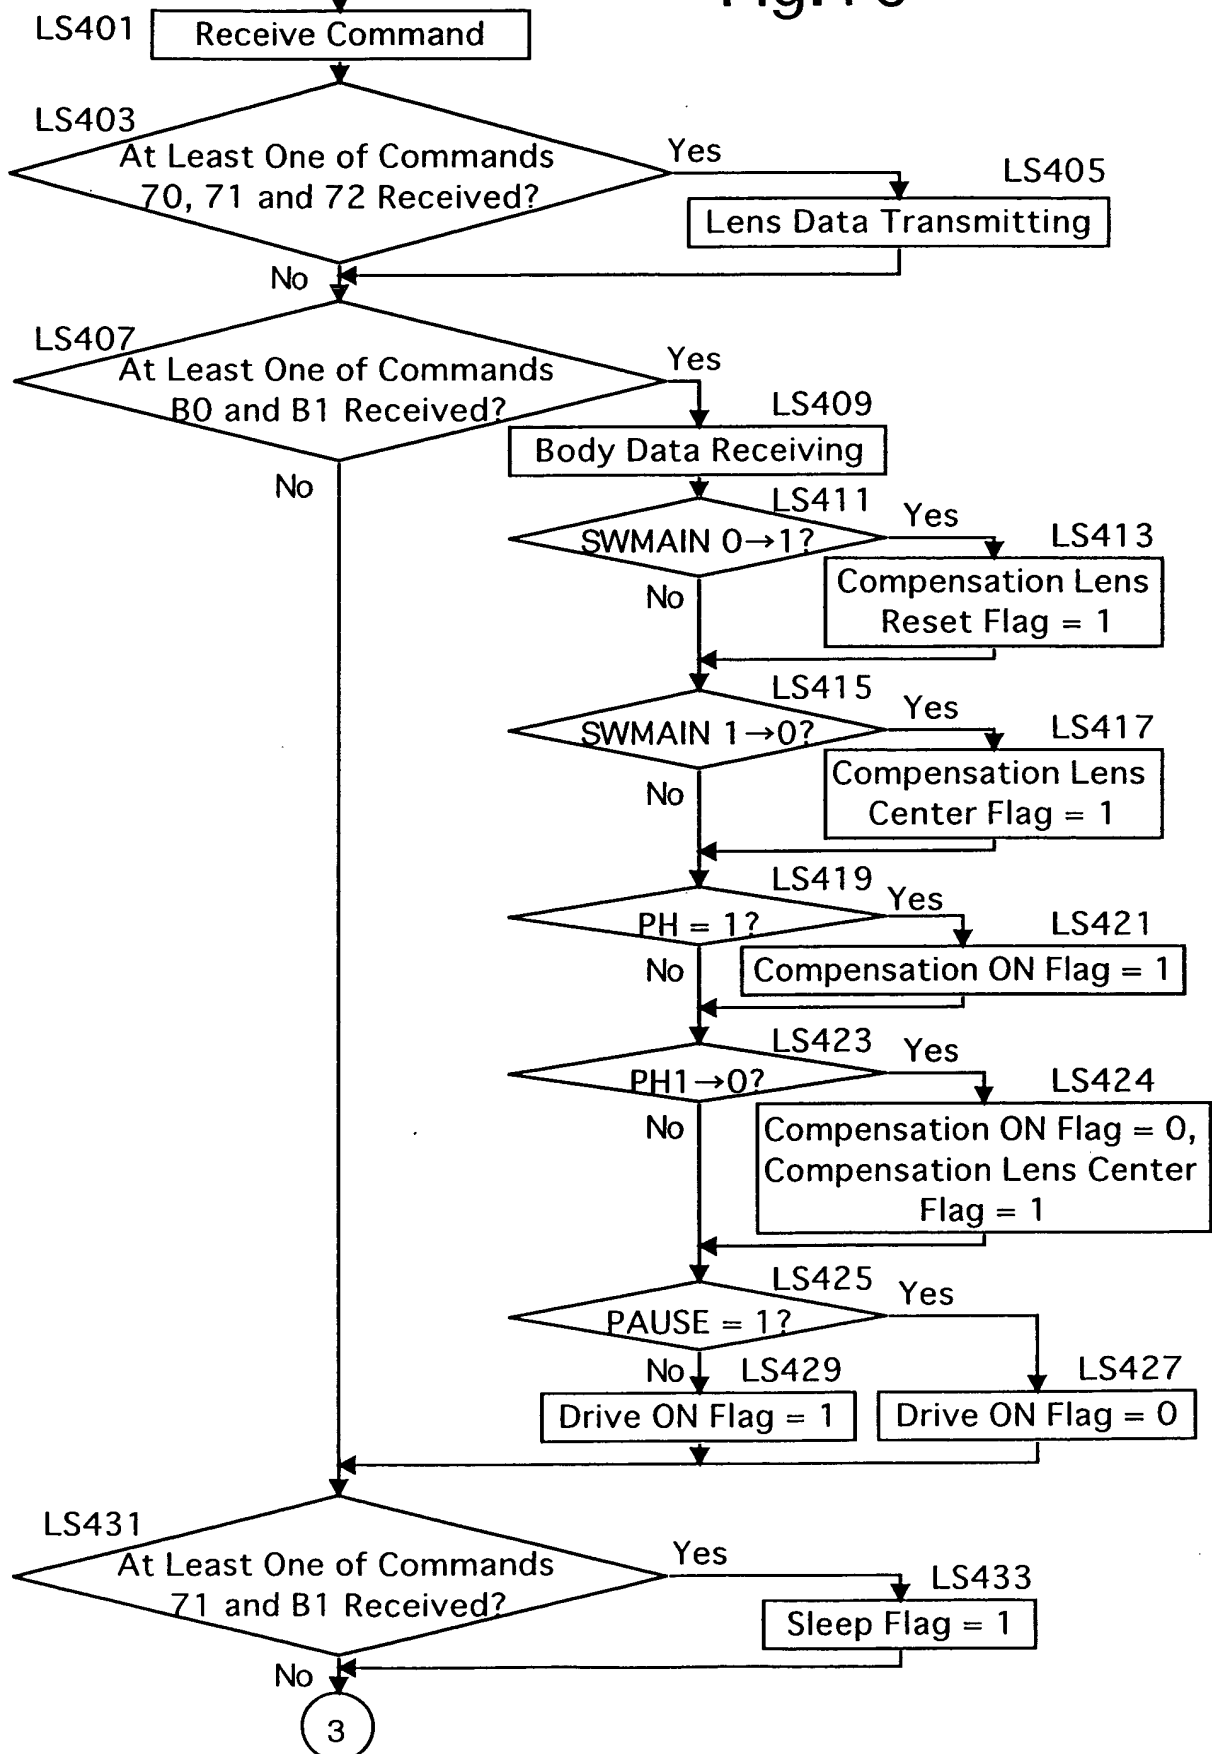 LS401
Receive Command
LS403
At Least One of Commands
70, 71 and 72 Received?
Yes
LS405
Lens Data Transmitting
No
LS407
At Least One of Commands
B0 and B1 Received?
Yes
LS409
Body Data Receiving
No
LS411
SWMAIN 0→1?
Yes
LS413
Compensation Lens
Reset Flag = 1
No
LS415
SWMAIN 1→0?
Yes
LS417
Compensation Lens
Center Flag = 1
No
LS419
PH = 1?
Yes
LS421
Compensation ON Flag = 1
No
LS423
PH1→0?
Yes
LS424
Compensation ON Flag = 0,
Compensation Lens Center
Flag = 1
No
LS425
PAUSE = 1?
Yes
No
LS429
LS427
Drive ON Flag = 1
Drive ON Flag = 0
LS431
At Least One of Commands
71 and B1 Received?
Yes
LS433
Sleep Flag = 1
No
3